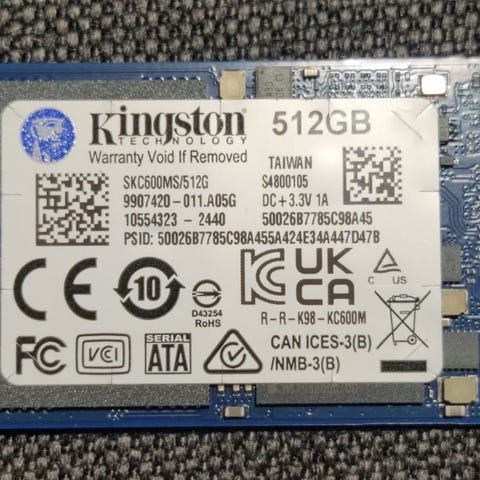 Kingston 512GB
TECHNOLOGY
Warranty Void If Removed
TAIWAN
SKC600MS/512G S4800105
9907420-011.A05G DC+3.3V 1A
10554323-2440 50026B7785C98A45
PSID: 50026B7785C98A455A424E34A447D47B
CE 10 UK CA
C US
D43254
RoHS
R-R-K98-KC600M
FC VCCI SERIAL ATA
CAN ICES-3(B)
/NMB-3(B)